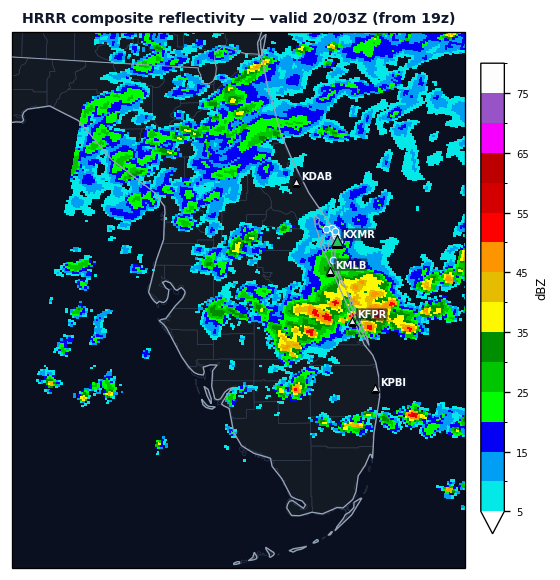 HRRR composite reflectivity — valid 20/03Z (from 19z)
75
65
55
45
35
25
15
5
dBZ
KDAB
KXMR
KMLB
KFPR
KPBI